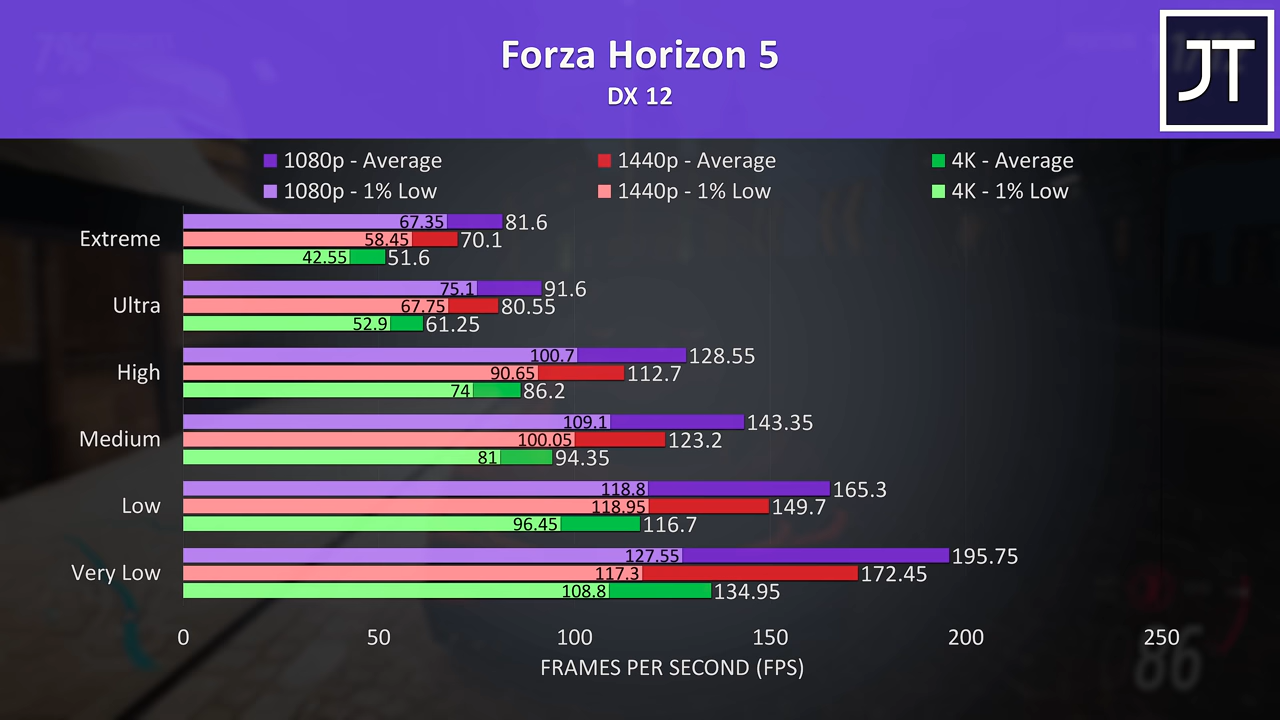 Forza Horizon 5
DX 12
JT
1080p - Average
1440p - Average
4K - Average
1080p - 1% Low
1440p - 1% Low
4K - 1% Low
Extreme
67.35 81.6
58.45 70.1
42.55 51.6
Ultra
75.1 91.6
67.75 80.55
52.9 61.25
High
100.7 128.55
90.65 112.7
74 86.2
Medium
109.1 143.35
100.05 123.2
81 94.35
Low
118.8 165.3
118.95 149.7
96.45 116.7
Very Low
127.55 195.75
117.3 172.45
108.8 134.95
0 50 100 150 200 250
FRAMES PER SECOND (FPS)
86
7%